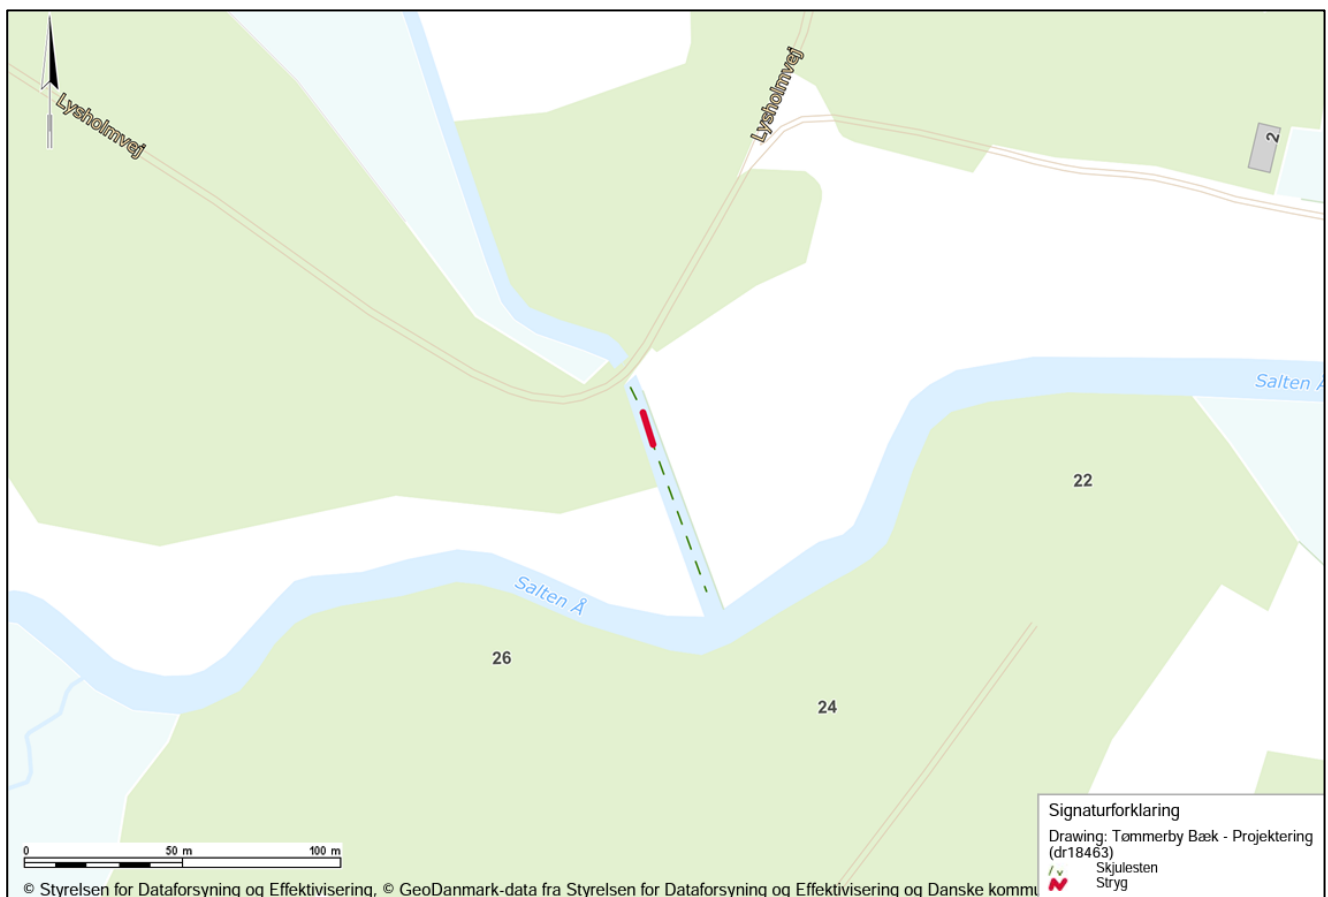 Lysholmvej
Lysholmvej
2
Salten Å
22
Salten Å
26
24
0 50 m 100 m
Signaturforklaring
Drawing: Tømmerby Bæk - Projektering
(dr18463)
Skjulesten
Stryg
© Styrelsen for Dataforsyning og Effektivisering, © GeoDanmark-data fra Styrelsen for Dataforsyning og Effektivisering og Danske kommu